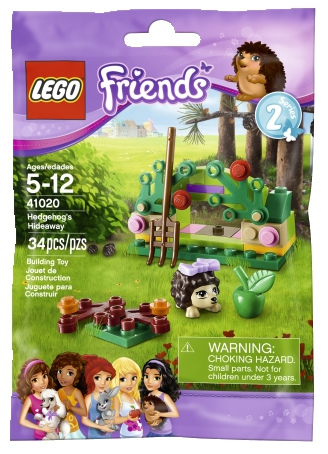 LEGO
Friends
Series
2
Ages/edades
5-12
41020
Hedgehog's
Hideaway
34pcs/pzs
Building Toy
Jouet de
Construction
Juguete para
Construir
WARNING:
CHOKING HAZARD.
Small parts. Not for
children under 3 years.